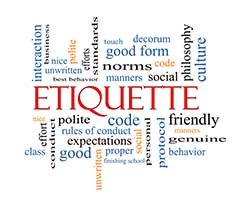 interaction
business
nice
polite
unwritten
efforts
best behavior
standards
touch
decorum
good form
norms
code
manners
social
philosophy
culture
ETIQUETTE
nice
effort
polite
code
friendly
class
conduct
rules of conduct
expectations
good
proper
unwritten
finishing school
social
personal
protocol
manners
genuine
behavior